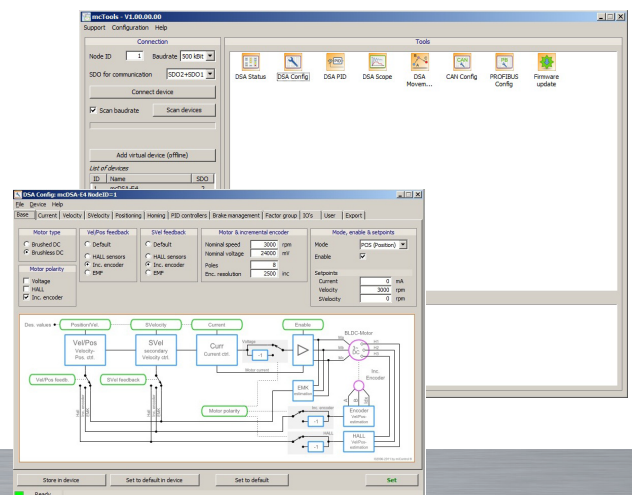 mcTools - V1.00.00.00
Support Configuration Help
Connection
Tools
Node ID 1 Baudrate 500 kBit
SDO for communication SDO2+SDO1
Connect device
Scan baudrate Scan devices
Add virtual device (offline)
List of devices
ID Name SDO
1 mcDSA-E4 2
DSA Status DSA Config DSA PID DSA Scope DSA Movem... CAN Config PROFIBUS Config Firmware update
DSA Config: mcDSA-E4 NodeID=1
File Device Help
Base Current Velocity SVelocity Positioning Homing PID controllers Brake management Factor group IO's User Export
Motor type
Brushed DC
Brushless DC
Motor polarity
Voltage
HALL
Inc. encoder
Vel/Pos feedback
Default
HALL sensors
Inc. encoder
EMF
SVel feedback
Default
HALL sensors
Inc. encoder
EMF
Motor & incremental encoder
Nominal speed 3000 rpm
Nominal voltage 24000 mV
Poles 8
Enc. resolution 2500 inc
Mode, enable & setpoints
Mode POS (Position)
Enable
Setpoints
Current 0 mA
Velocity 3000 rpm
SVelocity 0 rpm
Des. values
Position/Vel.
SVelocity
Current
Enable
Vel/Pos
Velocity-
Pos. ctrl.
SVel
secondary
Velocity ctrl.
Curr
Current ctrl.
Voltage
-1
Motor current
BLDC-Motor
Inc.
Encoder
Vel/Pos feedb.
SVel feedback
EMK
estimation
Motor polarity
Inc. encoder
-1
Encoder
Vel/Pos
estimation
HALL
-1
HALL
Vel/Pos
estimation
Store in device
Set to default in device
Set to default
Set
Ready